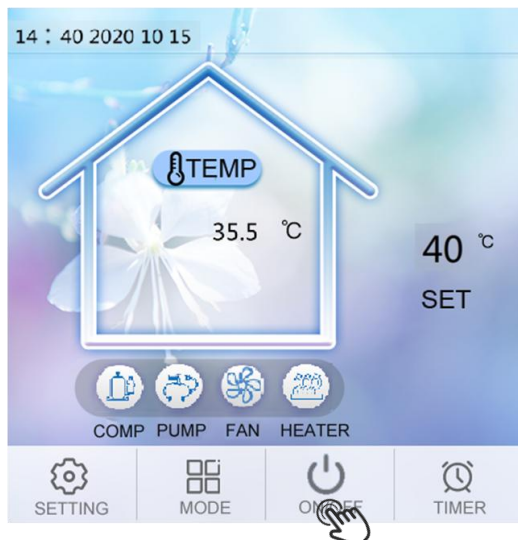 14：40 2020 10 15
TEMP
35.5 ℃
40 ℃
SET
COMP PUMP FAN HEATER
SETTING MODE ON/OFF TIMER